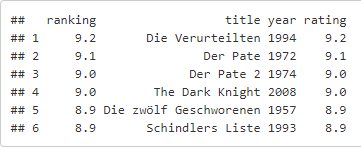 ##   ranking                  title year rating
## 1     9.2        Die Verurteilten 1994    9.2
## 2     9.1                Der Pate 1972    9.1
## 3     9.0              Der Pate 2 1974    9.0
## 4     9.0         The Dark Knight 2008    9.0
## 5     8.9 Die zwölf Geschworenen 1957    8.9
## 6     8.9        Schindlers Liste 1993    8.9